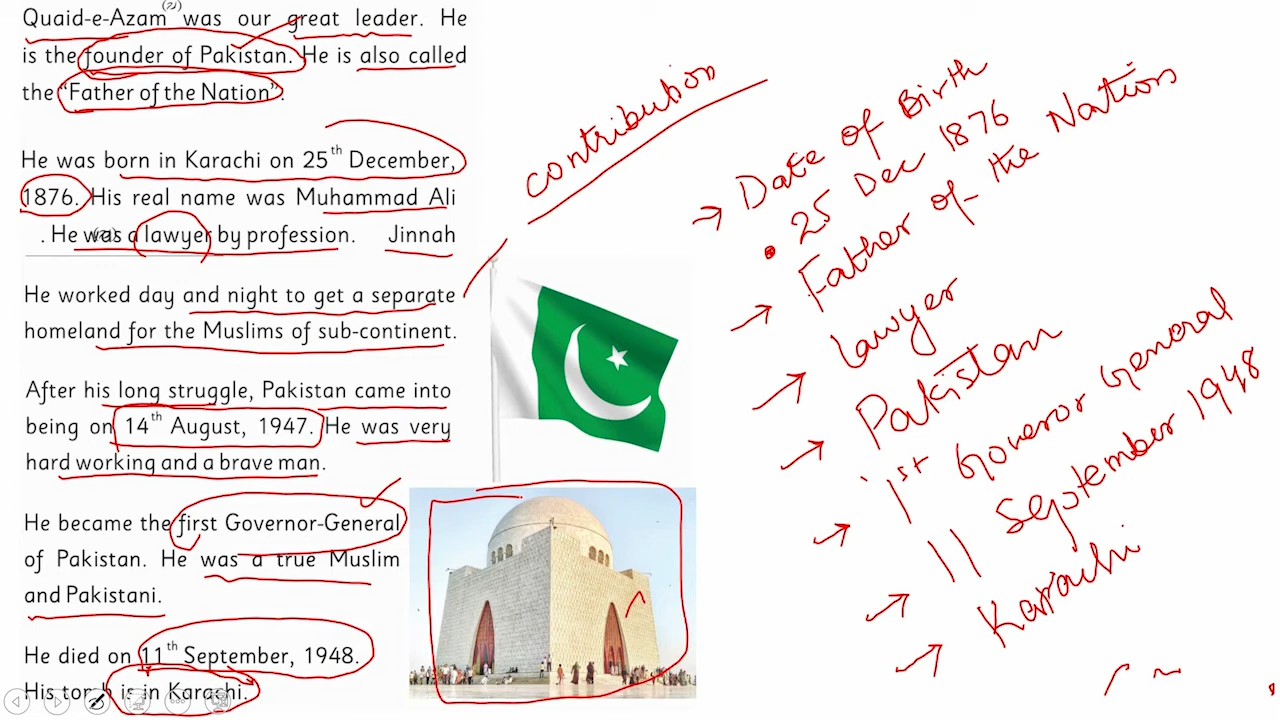 Quaid-e-Azam was our great leader. He
is the founder of Pakistan. He is also called
the "Father of the Nation".
He was born in Karachi on 25th December,
1876. His real name was Muhammad Ali
. He was a lawyer by profession. Jinnah
He worked day and night to get a separate
homeland for the Muslims of sub-continent.
After his long struggle, Pakistan came into
being on 14th August, 1947. He was very
hard working and a brave man.
He became the first Governor-General
of Pakistan. He was a true Muslim
and Pakistani.
He died on 11th September, 1948.
His tomb is in Karachi.
contribution
→ Date of Birth
• 25 Dec 1876
→ Father of the Nation
→ Lawyer
→ Pakistan
→ 1st Governor General
→ 11 September 1948
→ Karachi